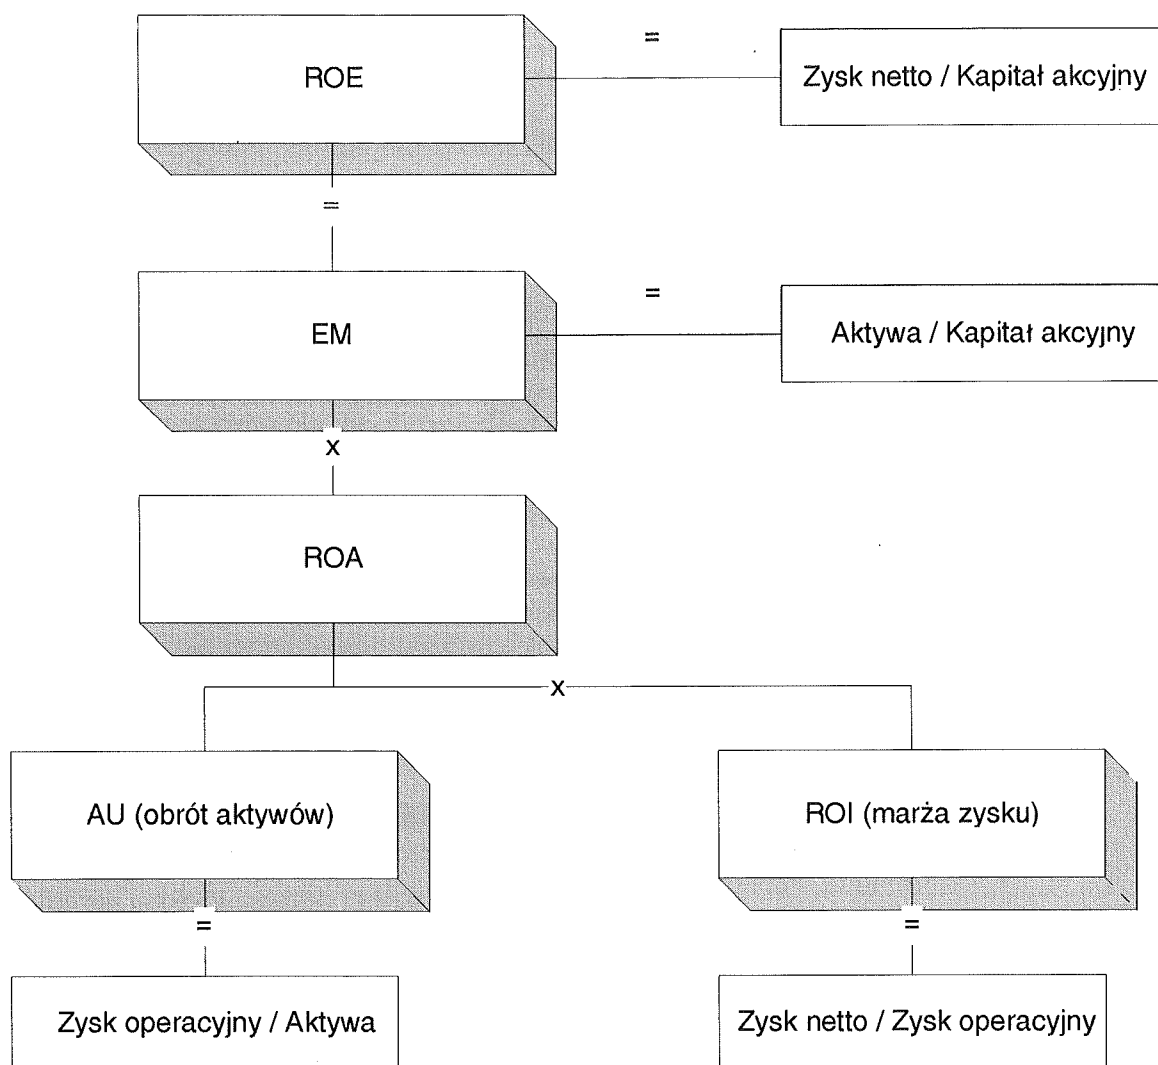 ROE
=
Zysk netto / Kapitał akcyjny
=
EM
=
Aktywa / Kapitał akcyjny
x
ROA
x
AU (obrót aktywów)
ROI (marża zysku)
=
=
Zysk operacyjny / Aktywa
Zysk netto / Zysk operacyjny